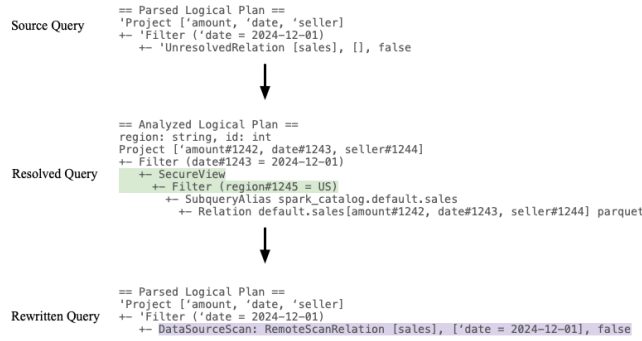 == Parsed Logical Plan ==
Source Query
'Project [‘amount, ‘date, ‘seller]
+– 'Filter (‘date = 2024-12-01)
+– 'UnresolvedRelation [sales], [], false
== Analyzed Logical Plan ==
region: string, id: int
Project [‘amount#1242, date#1243, seller#1244]
+– Filter (date#1243 = 2024-12-01)
Resolved Query
+– SecureView
+– Filter (region#1245 = US)
+– SubqueryAlias spark_catalog.default.sales
+– Relation default.sales[amount#1242, date#1243, seller#1244] parquet
== Parsed Logical Plan ==
'Project [‘amount, ‘date, ‘seller]
Rewritten Query
+– 'Filter (‘date = 2024-12-01)
+– DataSourceScan: RemoteScanRelation [sales], [‘date = 2024-12-01], false